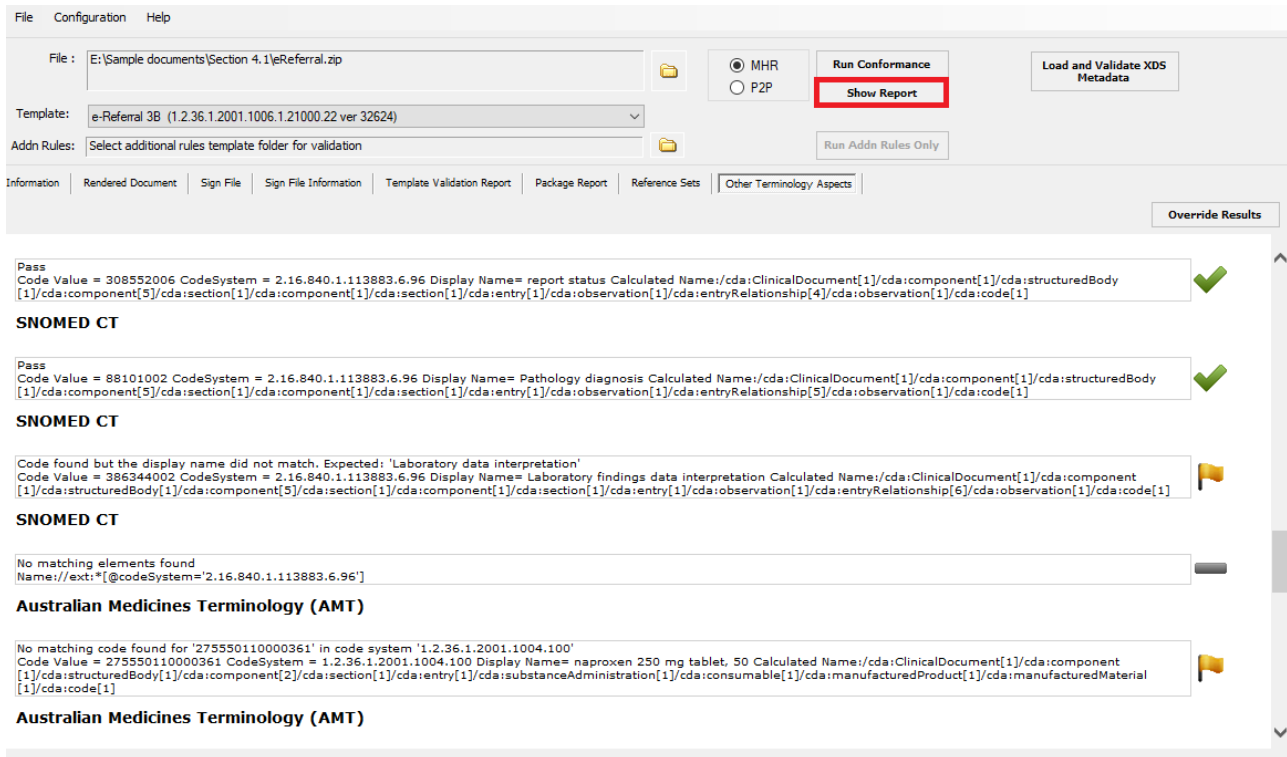 File Configuration Help
File : E:\Sample documents\Section 4.1\eReferral.zip
MHR
P2P
Run Conformance
Show Report
Load and Validate XDS
Metadata
Template: e-Referral 3B (1.2.36.1.2001.1006.1.21000.22 ver 32624)
Addn Rules: Select additional rules template folder for validation
Run Addn Rules Only
Information Rendered Document Sign File Sign File Information Template Validation Report Package Report Reference Sets Other Terminology Aspects
Override Results
Pass
Code Value = 308552006 CodeSystem = 2.16.840.1.113883.6.96 Display Name= report status Calculated Name:/cda:ClinicalDocument[1]/cda:component[1]/cda:structuredBody
[1]/cda:component[5]/cda:section[1]/cda:component[1]/cda:section[1]/cda:entry[1]/cda:observation[1]/cda:entryRelationship[4]/cda:observation[1]/cda:code[1]
SNOMED CT
Pass
Code Value = 88101002 CodeSystem = 2.16.840.1.113883.6.96 Display Name= Pathology diagnosis Calculated Name:/cda:ClinicalDocument[1]/cda:component[1]/cda:structuredBody
[1]/cda:component[5]/cda:section[1]/cda:component[1]/cda:section[1]/cda:entry[1]/cda:observation[1]/cda:entryRelationship[5]/cda:observation[1]/cda:code[1]
SNOMED CT
Code found but the display name did not match. Expected: 'Laboratory data interpretation'
Code Value = 386344002 CodeSystem = 2.16.840.1.113883.6.96 Display Name= Laboratory findings data interpretation Calculated Name:/cda:ClinicalDocument[1]/cda:component
[1]/cda:structuredBody[1]/cda:component[5]/cda:section[1]/cda:component[1]/cda:section[1]/cda:entry[1]/cda:observation[1]/cda:entryRelationship[6]/cda:observation[1]/cda:code[1]
SNOMED CT
No matching elements found
Name://ext:*[@codeSystem='2.16.840.1.113883.6.96']
Australian Medicines Terminology (AMT)
No matching code found for '275550110000361' in code system '1.2.36.1.2001.1004.100'
Code Value = 275550110000361 CodeSystem = 1.2.36.1.2001.1004.100 Display Name= naproxen 250 mg tablet, 50 Calculated Name:/cda:ClinicalDocument[1]/cda:component
[1]/cda:structuredBody[1]/cda:component[2]/cda:section[1]/cda:entry[1]/cda:substanceAdministration[1]/cda:consumable[1]/cda:manufacturedProduct[1]/cda:manufacturedMaterial
[1]/cda:code[1]
Australian Medicines Terminology (AMT)